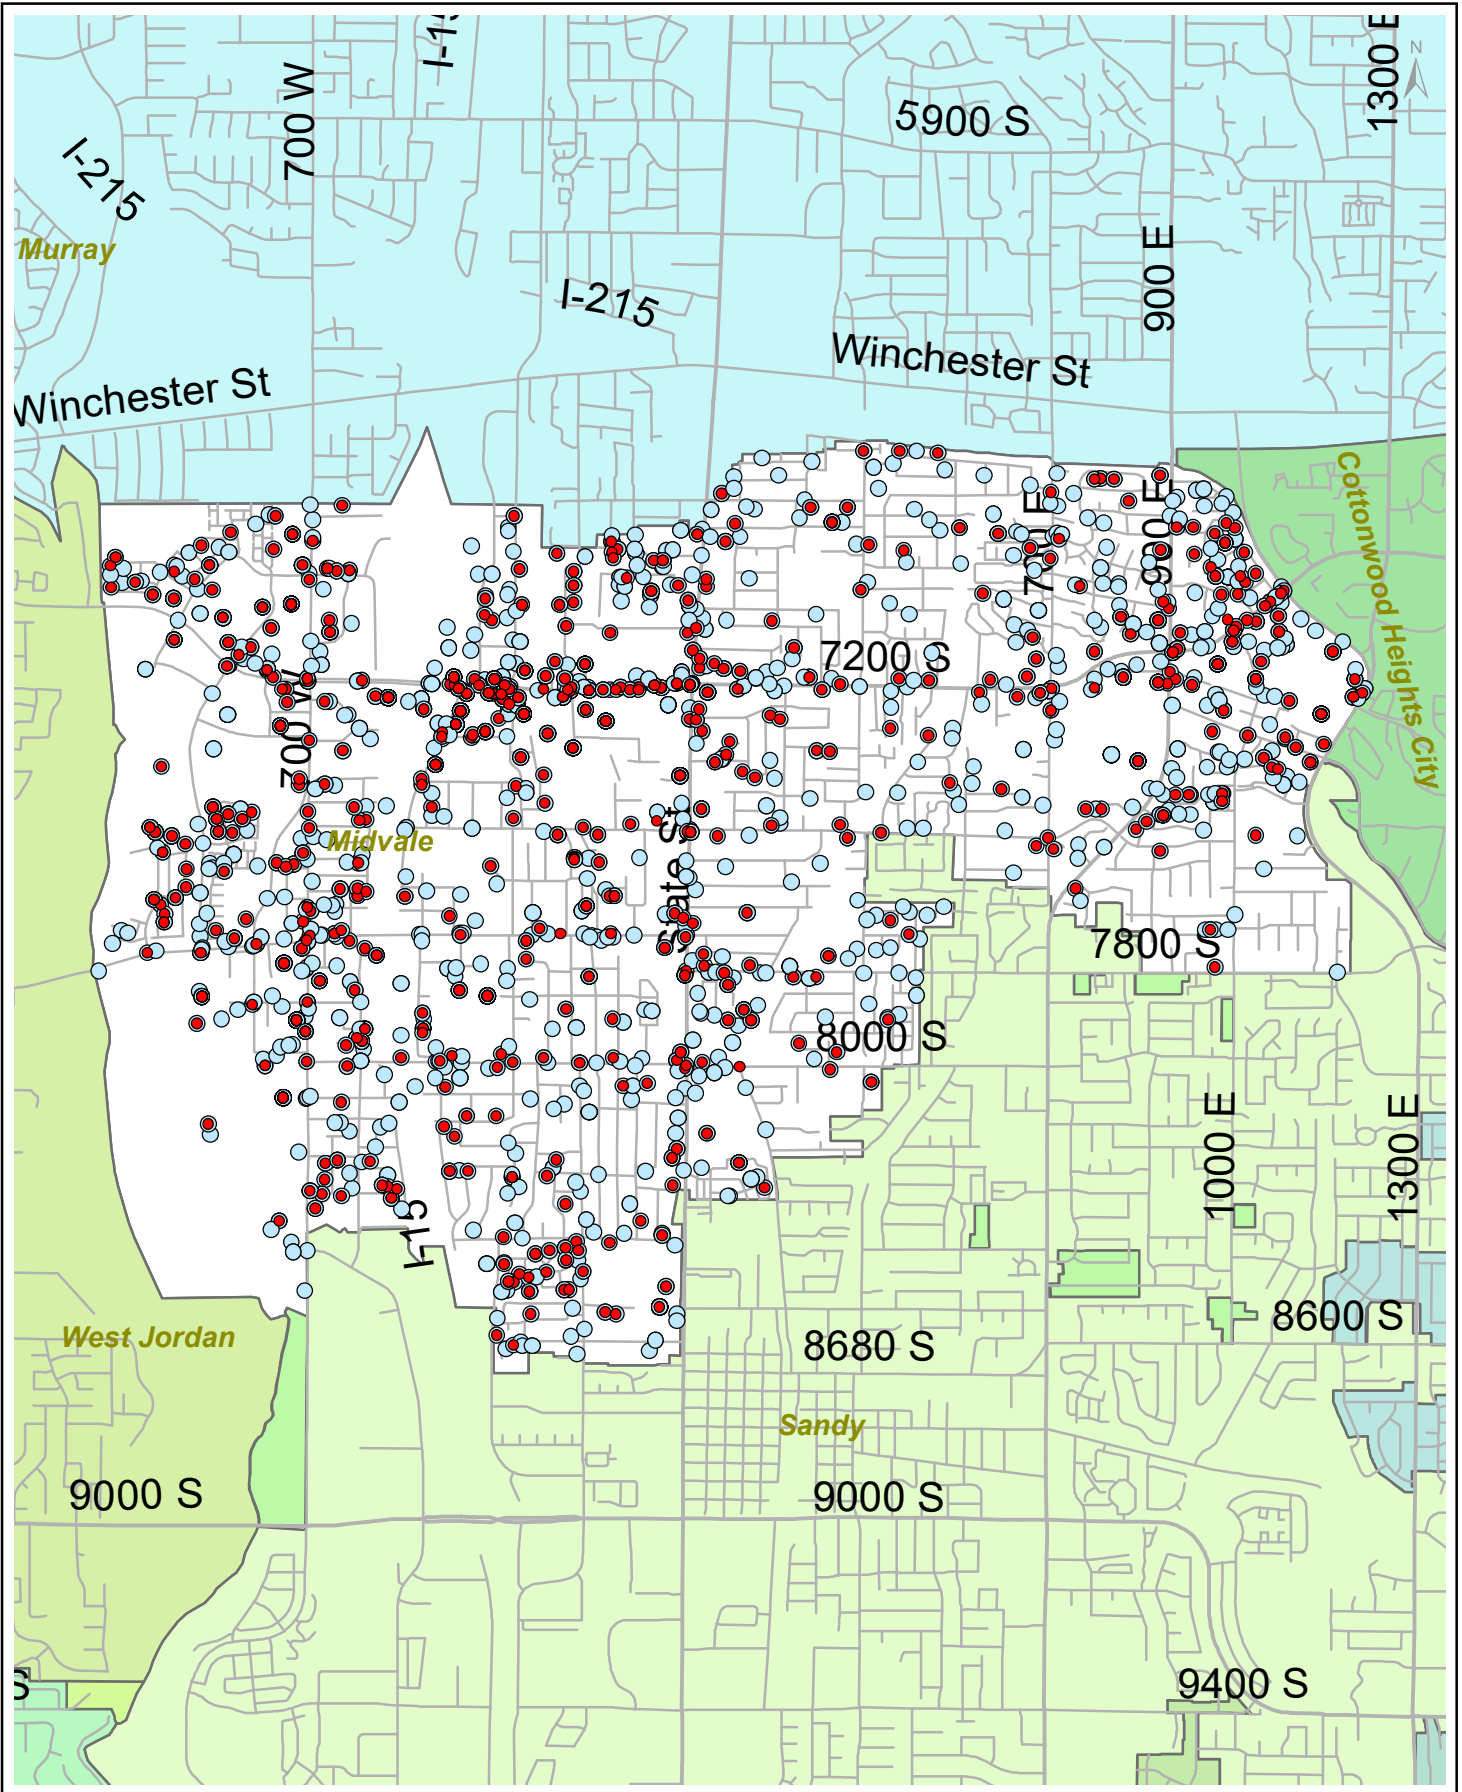 I-15
1300 E
N
700 W
5900 S
I-215
Murray
900 E
I-215
Winchester St
Winchester St
Cottonwood Heights City
700 E
900 E
7200 S
700 W
State St
Midvale
7800 S
8000 S
1000 E
1300 E
I-15
8600 S
West Jordan
8680 S
Sandy
9000 S
9000 S
9400 S
S